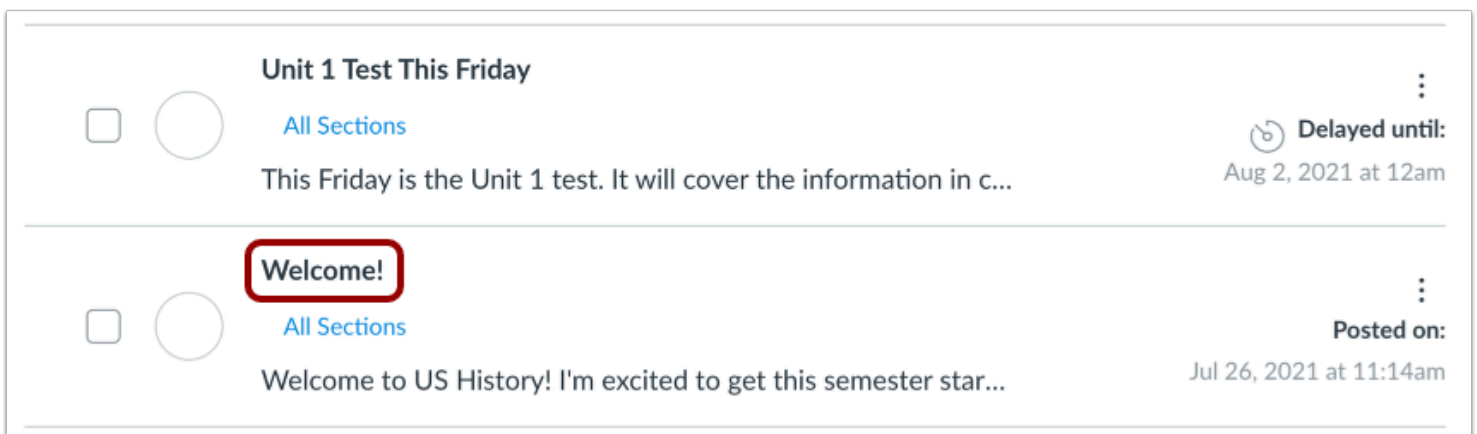 Unit 1 Test This Friday
All Sections
Delayed until:
This Friday is the Unit 1 test. It will cover the information in c...
Aug 2, 2021 at 12am
Welcome!
All Sections
Posted on:
Welcome to US History! I'm excited to get this semester star...
Jul 26, 2021 at 11:14am